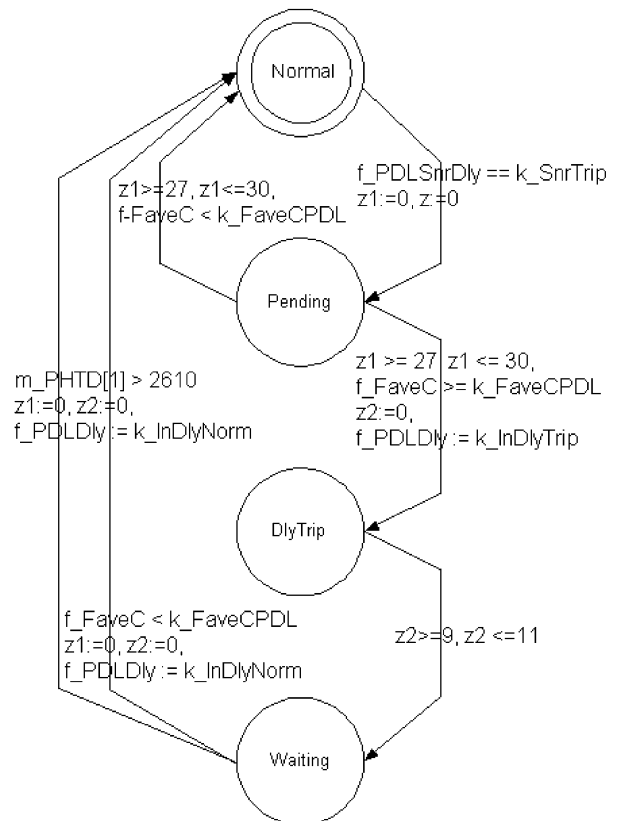 Normal
f_PDLSnrDly == k_SnrTrip
z1:=0, z:=0
z1>=27, z1<=30,
f-FaveC < k_FaveCPDL
Pending
z1 >= 27, z1 <= 30,
f_FaveC >= k_FaveCPDL
z2:=0,
f_PDLDly := k_InDlyTrip
m_PHTD[1] > 2610
z1:=0, z2:=0,
f_PDLDly := k_InDlyNorm
DlyTrip
f_FaveC < k_FaveCPDL
z1:=0, z2:=0,
f_PDLDly := k_InDlyNorm
z2>=9, z2 <=11
Waiting